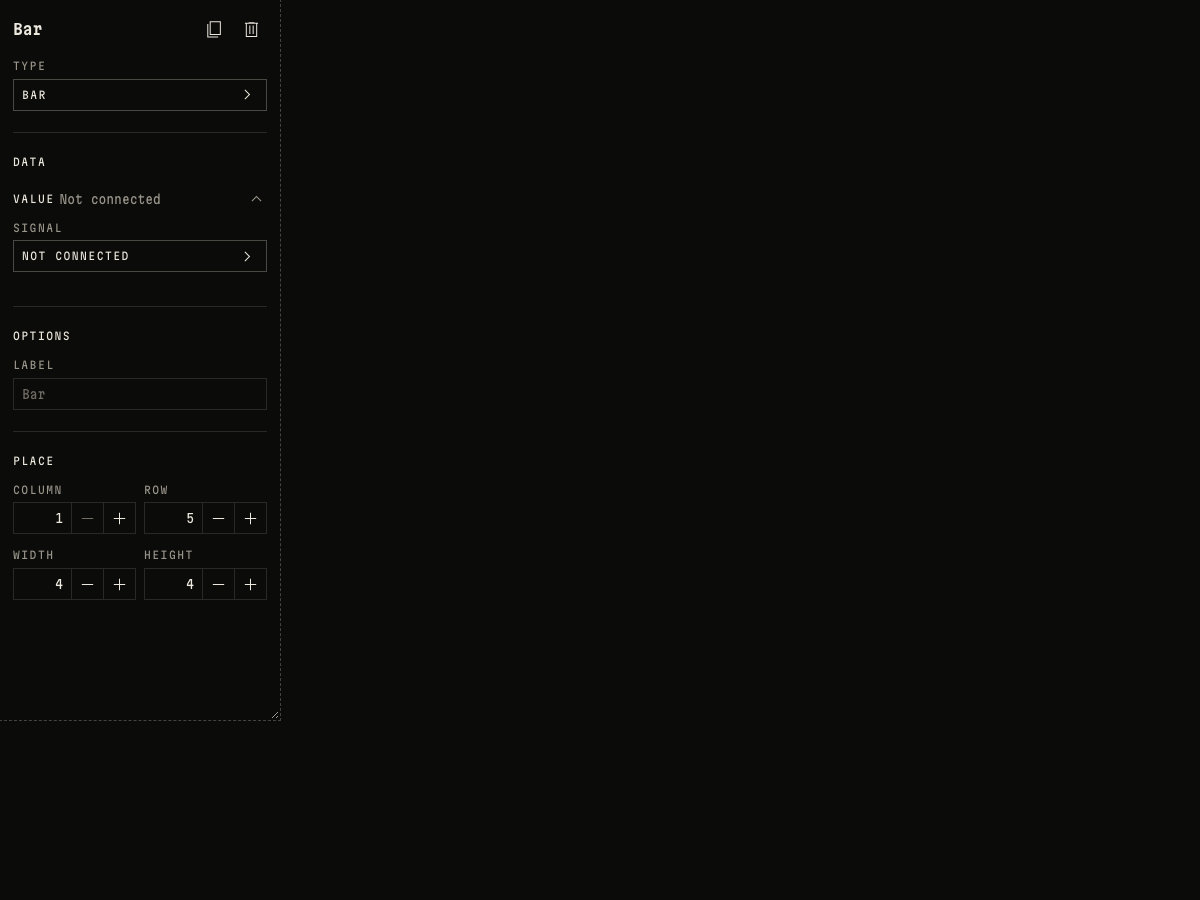 Bar
TYPE
BAR
DATA
VALUE Not connected
SIGNAL
NOT CONNECTED
OPTIONS
LABEL
Bar
PLACE
COLUMN ROW
1 5
WIDTH HEIGHT
4 4